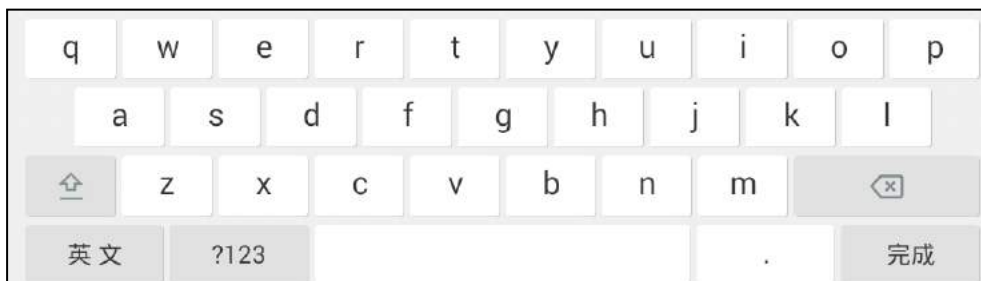 q w e r t y u i o p
a s d f g h j k l
z x c v b n m
英文 ?123 . 完成